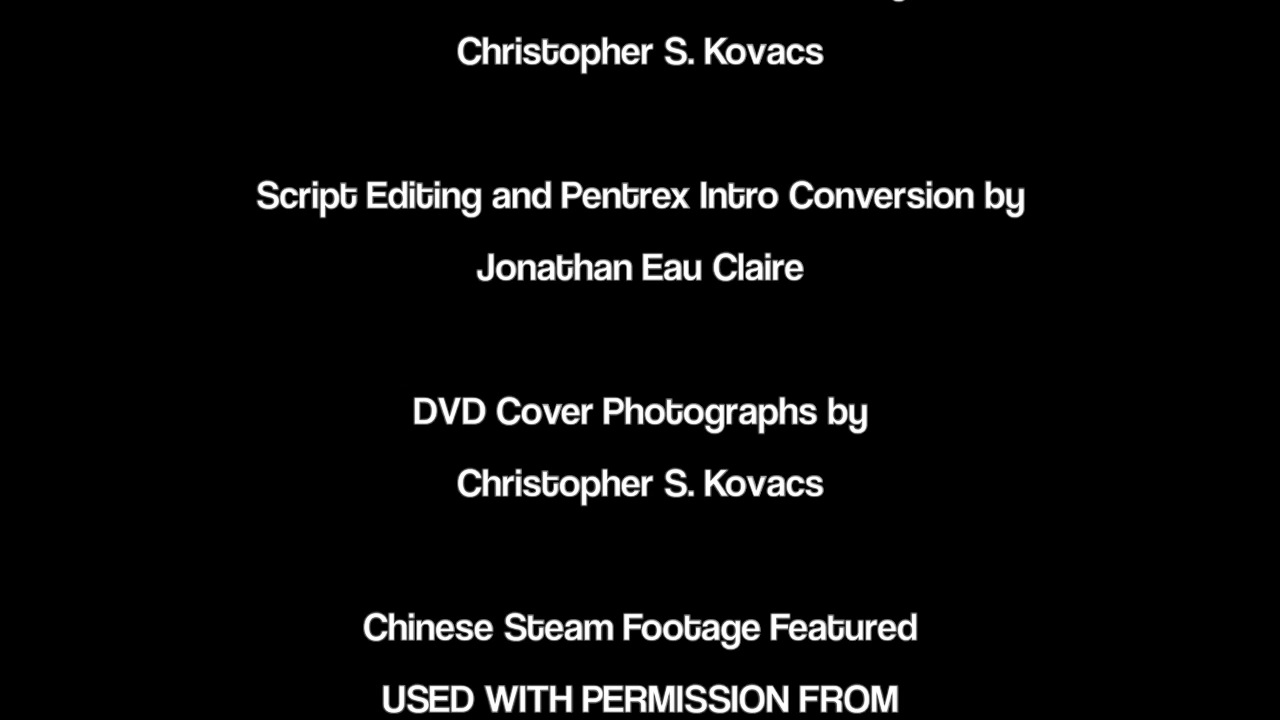 Christopher S. Kovacs
Script Editing and Pentrex Intro Conversion by
Jonathan Eau Claire
DVD Cover Photographs by
Christopher S. Kovacs
Chinese Steam Footage Featured
USED WITH PERMISSION FROM